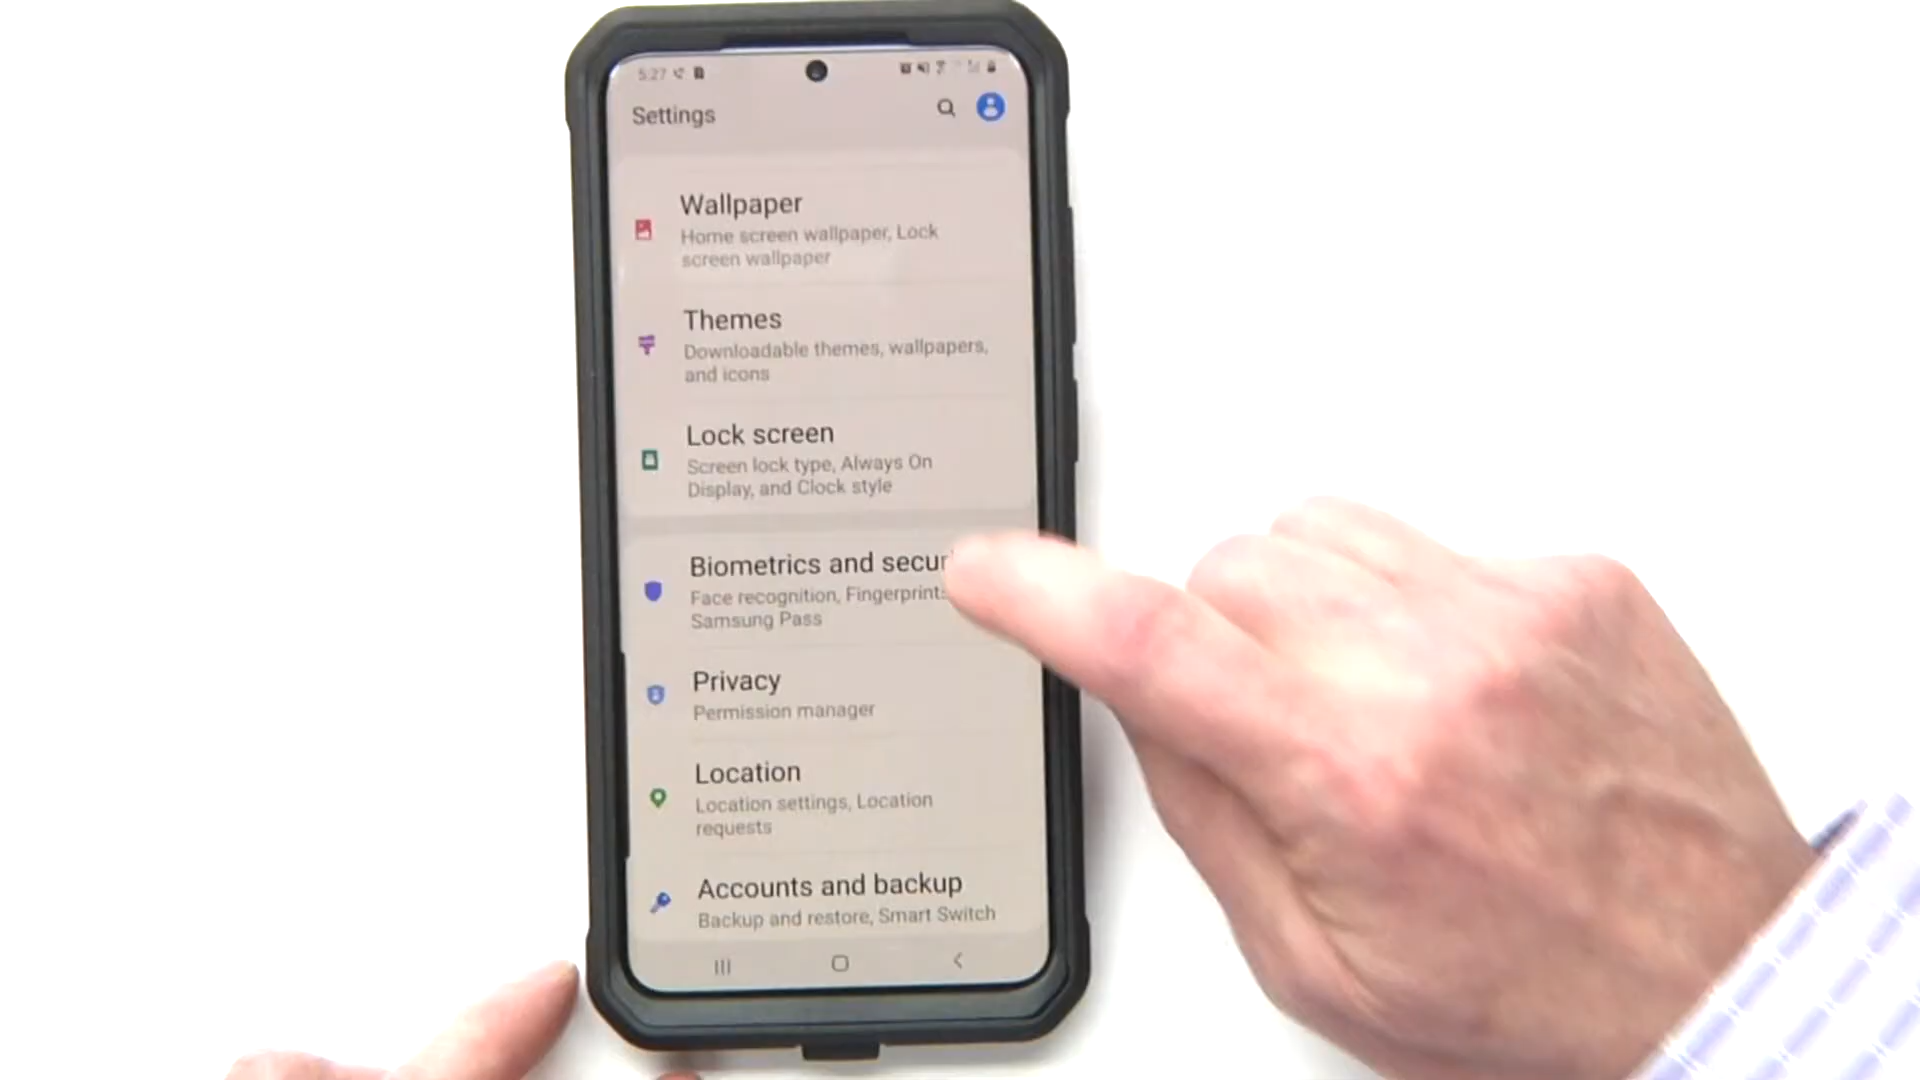 5:27
Settings
Wallpaper
Home screen wallpaper, Lock
screen wallpaper
Themes
Downloadable themes, wallpapers,
and icons
Lock screen
Screen lock type, Always On
Display, and Clock style
Biometrics and secur
Face recognition, Fingerprints
Samsung Pass
Privacy
Permission manager
Location
Location settings, Location
requests
Accounts and backup
Backup and restore, Smart Switch